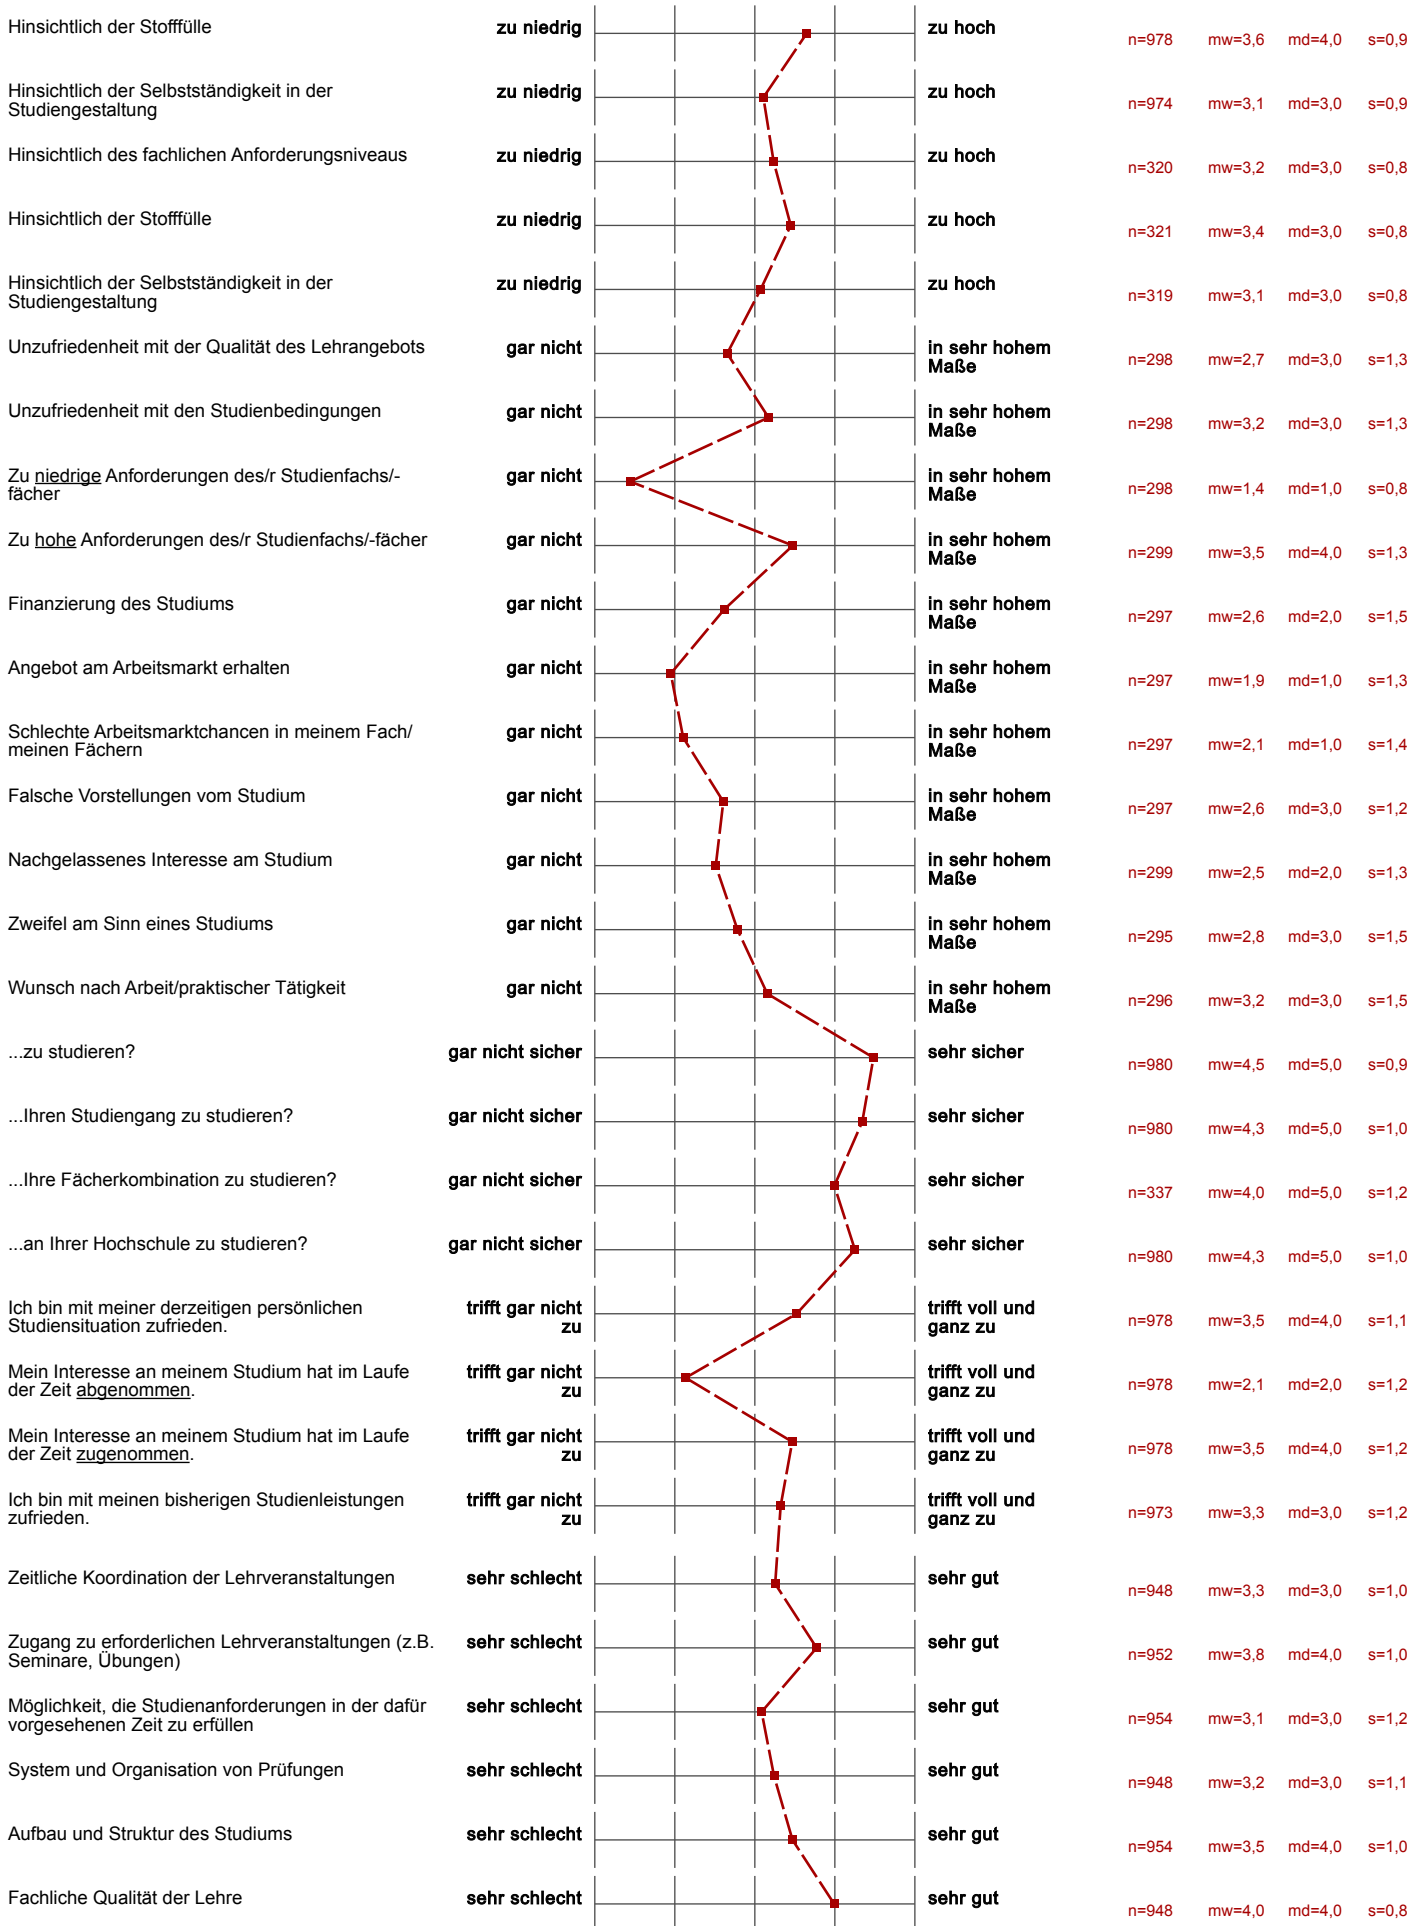 Hinsichtlich der Stofffülle zu niedrig zu hoch n=978 mw=3,6 md=4,0 s=0,9
Hinsichtlich der Selbstständigkeit in der zu niedrig zu hoch n=974 mw=3,1 md=3,0 s=0,9
Studiengestaltung
Hinsichtlich des fachlichen Anforderungsniveaus zu niedrig zu hoch n=320 mw=3,2 md=3,0 s=0,8
Hinsichtlich der Stofffülle zu niedrig zu hoch n=321 mw=3,4 md=3,0 s=0,8
Hinsichtlich der Selbstständigkeit in der zu niedrig zu hoch n=319 mw=3,1 md=3,0 s=0,8
Studiengestaltung
Unzufriedenheit mit der Qualität des Lehrangebots gar nicht in sehr hohem n=298 mw=2,7 md=3,0 s=1,3
Maße
Unzufriedenheit mit den Studienbedingungen gar nicht in sehr hohem n=298 mw=3,2 md=3,0 s=1,3
Maße
Zu niedrige Anforderungen des/r Studienfachs/- gar nicht in sehr hohem n=298 mw=1,4 md=1,0 s=0,8
fächer Maße
Zu hohe Anforderungen des/r Studienfachs/-fächer gar nicht in sehr hohem n=299 mw=3,5 md=4,0 s=1,3
Maße
Finanzierung des Studiums gar nicht in sehr hohem n=297 mw=2,6 md=2,0 s=1,5
Maße
Angebot am Arbeitsmarkt erhalten gar nicht in sehr hohem n=297 mw=1,9 md=1,0 s=1,3
Maße
Schlechte Arbeitsmarktchancen in meinem Fach/ gar nicht in sehr hohem n=297 mw=2,1 md=1,0 s=1,4
meinen Fächern Maße
Falsche Vorstellungen vom Studium gar nicht in sehr hohem n=297 mw=2,6 md=3,0 s=1,2
Maße
Nachgelassenes Interesse am Studium gar nicht in sehr hohem n=299 mw=2,5 md=2,0 s=1,3
Maße
Zweifel am Sinn eines Studiums gar nicht in sehr hohem n=295 mw=2,8 md=3,0 s=1,5
Maße
Wunsch nach Arbeit/praktischer Tätigkeit gar nicht in sehr hohem n=296 mw=3,2 md=3,0 s=1,5
Maße
...zu studieren? gar nicht sicher sehr sicher n=980 mw=4,5 md=5,0 s=0,9
...Ihren Studiengang zu studieren? gar nicht sicher sehr sicher n=980 mw=4,3 md=5,0 s=1,0
...Ihre Fächerkombination zu studieren? gar nicht sicher sehr sicher n=337 mw=4,0 md=5,0 s=1,2
...an Ihrer Hochschule zu studieren? gar nicht sicher sehr sicher n=980 mw=4,3 md=5,0 s=1,0
Ich bin mit meiner derzeitigen persönlichen trifft gar nicht trifft voll und n=978 mw=3,5 md=4,0 s=1,1
Studiensituation zufrieden. zu ganz zu
Mein Interesse an meinem Studium hat im Laufe trifft gar nicht trifft voll und n=978 mw=2,1 md=2,0 s=1,2
der Zeit abgenommen. zu ganz zu
Mein Interesse an meinem Studium hat im Laufe trifft gar nicht trifft voll und n=978 mw=3,5 md=4,0 s=1,2
der Zeit zugenommen. zu ganz zu
Ich bin mit meinen bisherigen Studienleistungen trifft gar nicht trifft voll und n=973 mw=3,3 md=3,0 s=1,2
zufrieden. zu ganz zu
Zeitliche Koordination der Lehrveranstaltungen sehr schlecht sehr gut n=948 mw=3,3 md=3,0 s=1,0
Zugang zu erforderlichen Lehrveranstaltungen (z.B. sehr schlecht sehr gut n=952 mw=3,8 md=4,0 s=1,0
Seminare, Übungen)
Möglichkeit, die Studienanforderungen in der dafür sehr schlecht sehr gut n=954 mw=3,1 md=3,0 s=1,2
vorgesehenen Zeit zu erfüllen
System und Organisation von Prüfungen sehr schlecht sehr gut n=948 mw=3,2 md=3,0 s=1,1
Aufbau und Struktur des Studiums sehr schlecht sehr gut n=954 mw=3,5 md=4,0 s=1,0
Fachliche Qualität der Lehre sehr schlecht sehr gut n=948 mw=4,0 md=4,0 s=0,8